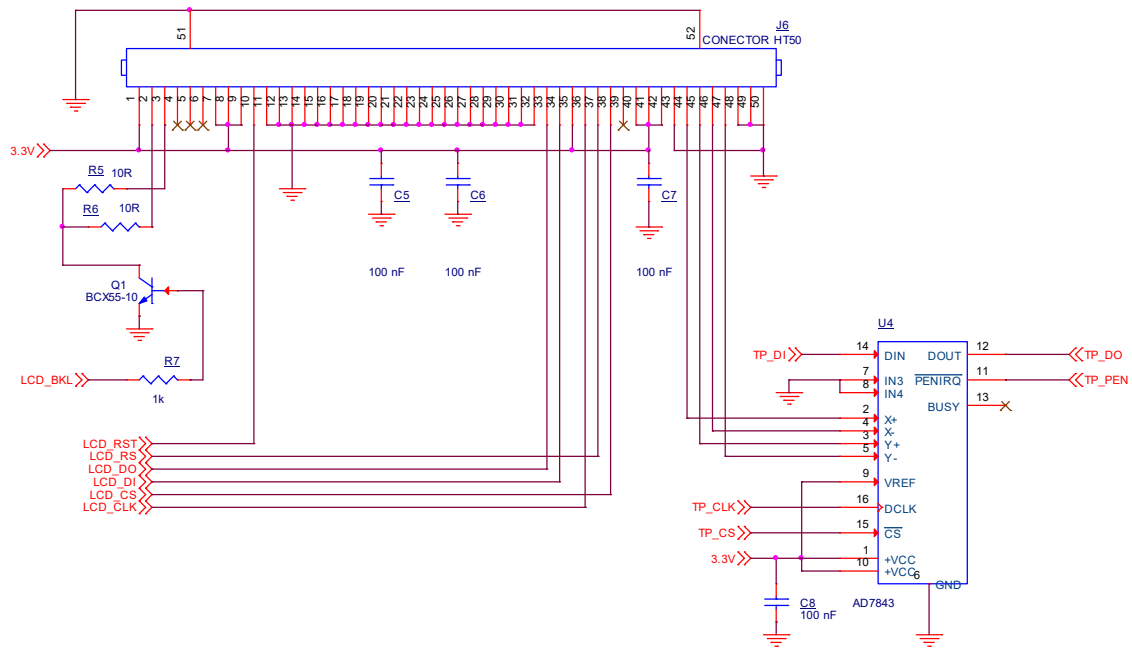 J6
CONECTOR HT50
51
52
1
2
3
4
5
6
7
8
9
10
11
12
13
14
15
16
17
18
19
20
21
22
23
24
25
26
27
28
29
30
31
32
33
34
35
36
37
38
39
40
41
42
43
44
45
46
47
48
49
50
3.3V
R5 10R
R6 10R
C5
C6
C7
100 nF
100 nF
100 nF
Q1
BCX55-10
R7
LCD_BKL
1k
LCD_RST
LCD_RS
LCD_DO
LCD_DI
LCD_CS
LCD_CLK
U4
TP_DI 14 DIN DOUT 12 TP_DO
7 IN3 PENIRQ 11 TP_PEN
8 IN4
BUSY 13
2 X+
4 X-
3 Y+
5 Y-
9 VREF
TP_CLK 16 DCLK
TP_CS 15 CS
3.3V 1 +VCC
10 +VCC 6
GND
C8
100 nF
AD7843